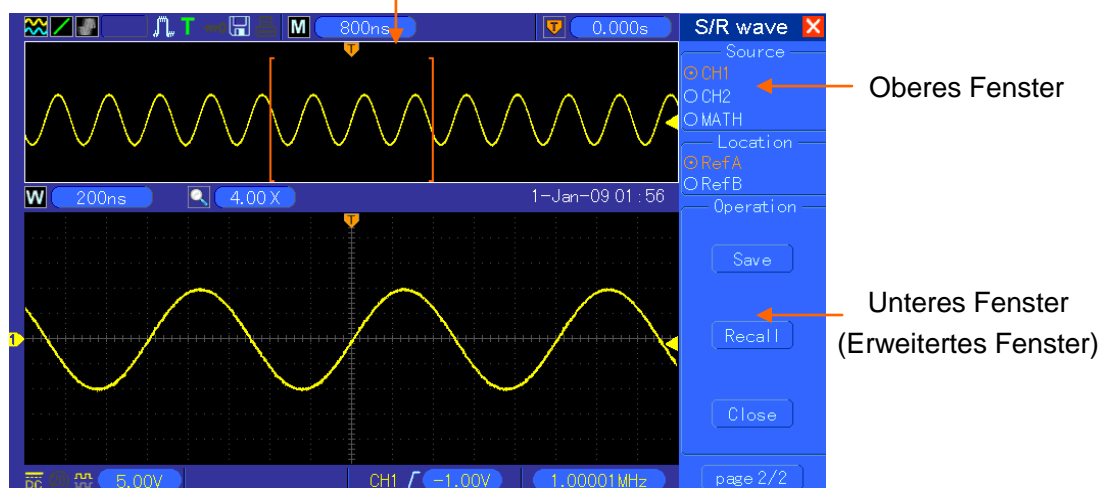 T M 800ns T 0.000s S/R wave X
T
Source
CH1
CH2
MATH
Oberes Fenster
Location
RefA
RefB
W 200ns 4.00X 1-Jan-09 01:56
Operation
T
Save
Unteres Fenster
(Erweitertes Fenster)
1
Recall
Close
DC 5.00V CH1 -1.00V 1.00001MHz page 2/2